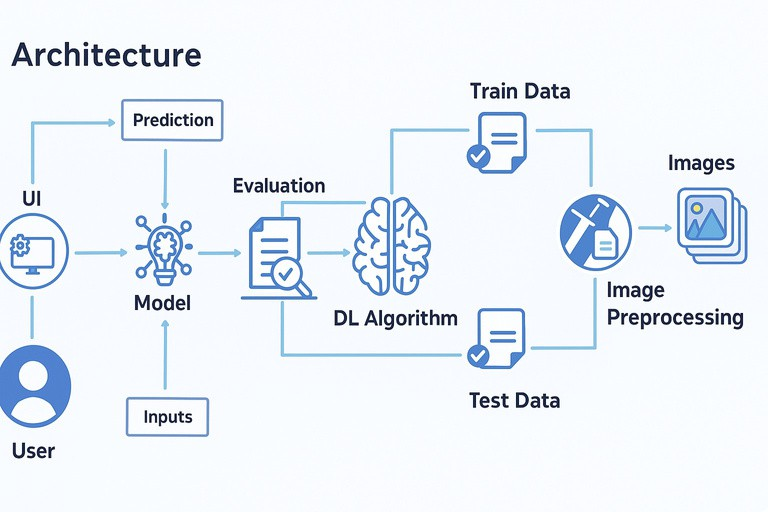 Architecture
Train Data
Prediction
Images
Evaluation
UI
Image
Preprocessing
Model
DL Algorithm
Test Data
Inputs
User